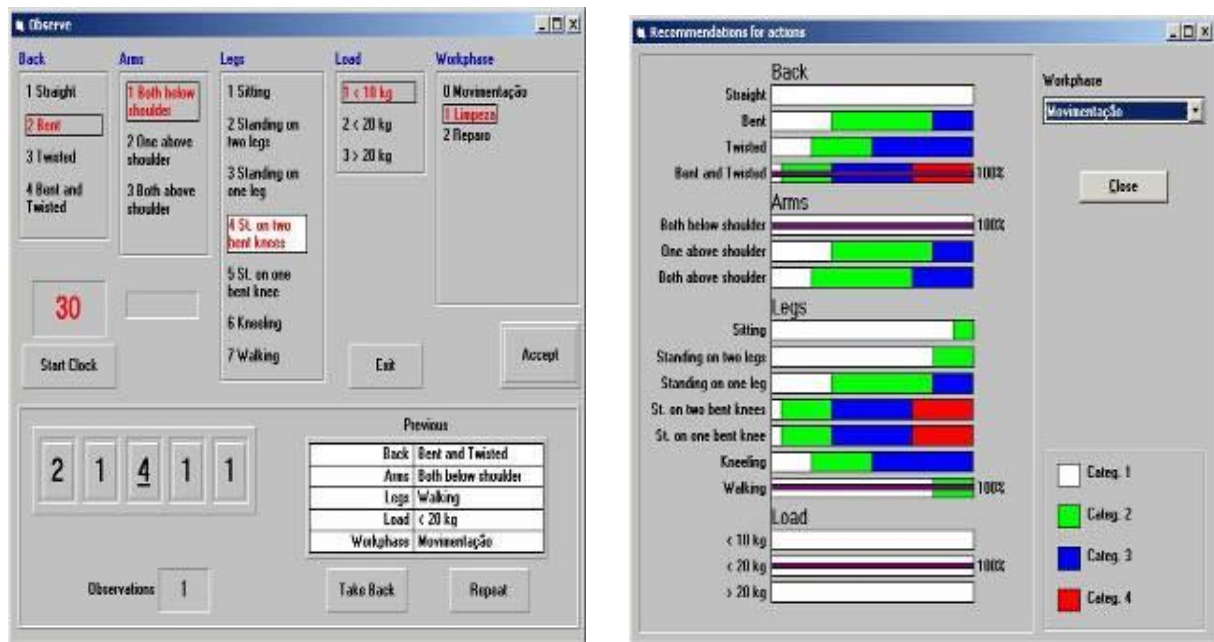 Observe
Back Arms Legs Load Workphase
1 Straight
2 Bent
3 Twisted
4 Bent and
Twisted
1 Both below
shoulder
2 One above
shoulder
3 Both above
shoulder
1 Sitting
2 Standing on
two legs
3 Standing on
one leg
4 St. on two
bent knees
5 St. on one
bent knee
6 Kneeling
7 Walking
1 < 10 kg
2 < 20 kg
3 > 20 kg
0 Movimentação
1 Limpeza
2 Reparo
30
Start Clock
Exit
Accept
2 1 4 1 1
Previous
Back Bent and Twisted
Arms Both below shoulder
Legs Walking
Load < 20 kg
Workphase Movimentação
Observations 1
Take Back
Repeat
Recommendations for actions
Back
Straight
Bent
Twisted
Bent and Twisted 100%
Arms
Both below shoulder 100%
One above shoulder
Both above shoulder
Legs
Sitting
Standing on two legs
Standing on one leg
St. on two bent knees
St. on one bent knee
Kneeling
Walking 100%
Load
< 10 kg
< 20 kg 100%
> 20 kg
Workphase
Movimentação
Close
Categ. 1
Categ. 2
Categ. 3
Categ. 4